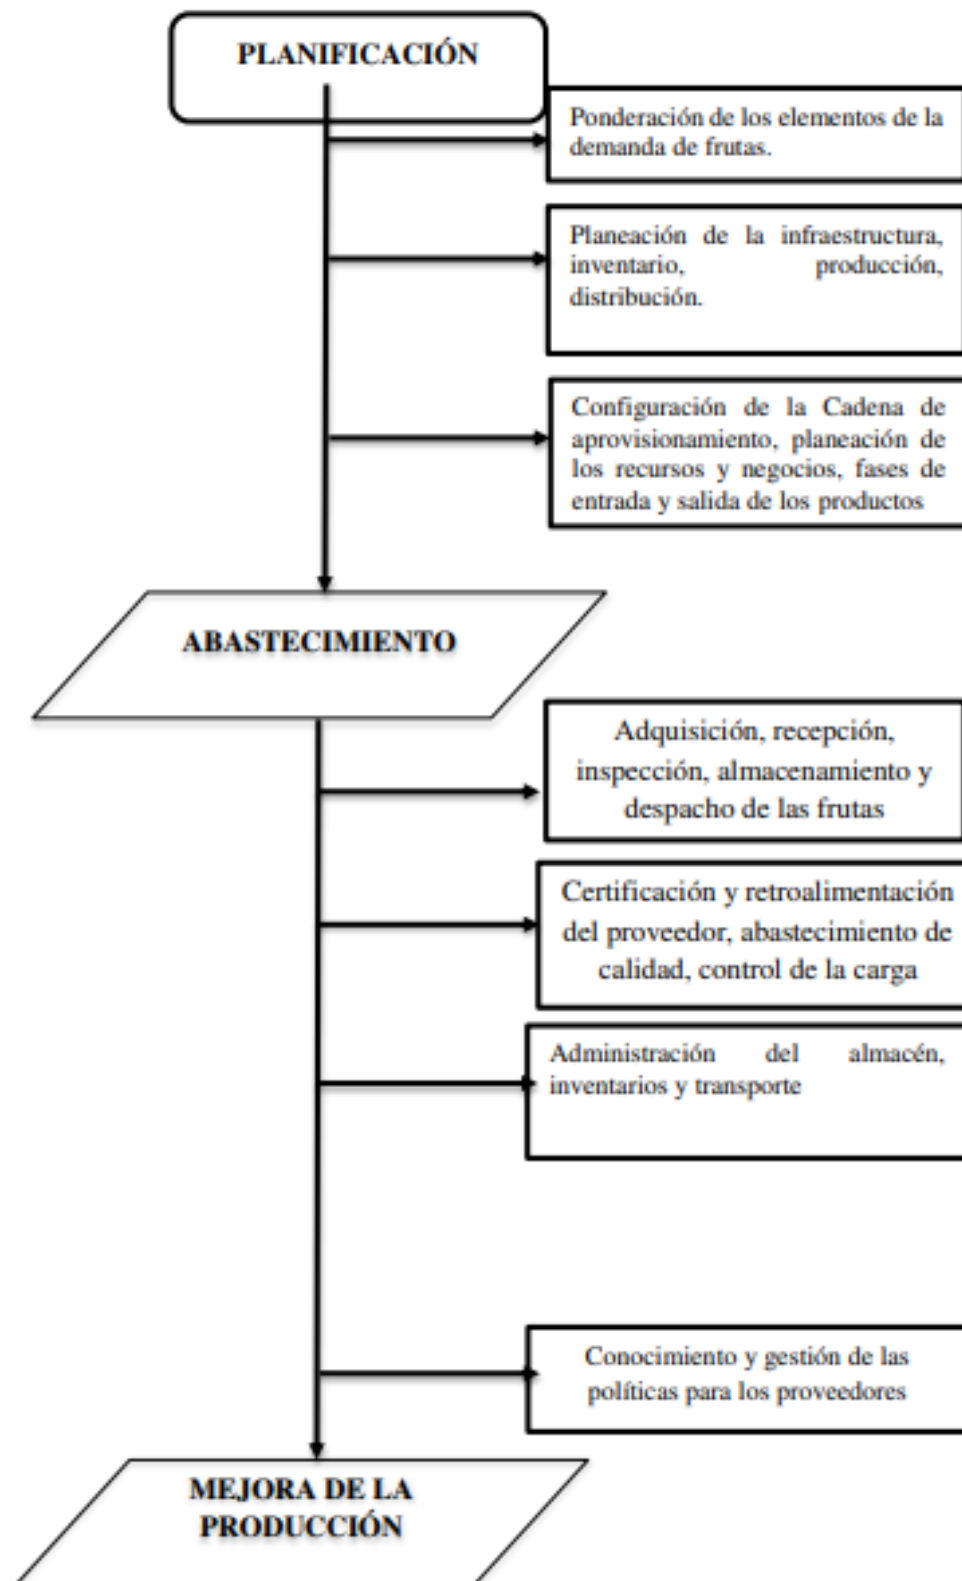 PLANIFICACIÓN
Ponderación de los elementos de la
demanda de frutas.
Planeación de la infraestructura,
inventario, producción,
distribución.
Configuración de la Cadena de
aprovisionamiento, planeación de
los recursos y negocios, fases de
entrada y salida de los productos
ABASTECIMIENTO
Adquisición, recepción,
inspección, almacenamiento y
despacho de las frutas
Certificación y retroalimentación
del proveedor, abastecimiento de
calidad, control de la carga
Administración del almacén,
inventarios y transporte
Conocimiento y gestión de las
políticas para los proveedores
MEJORA DE LA
PRODUCCIÓN